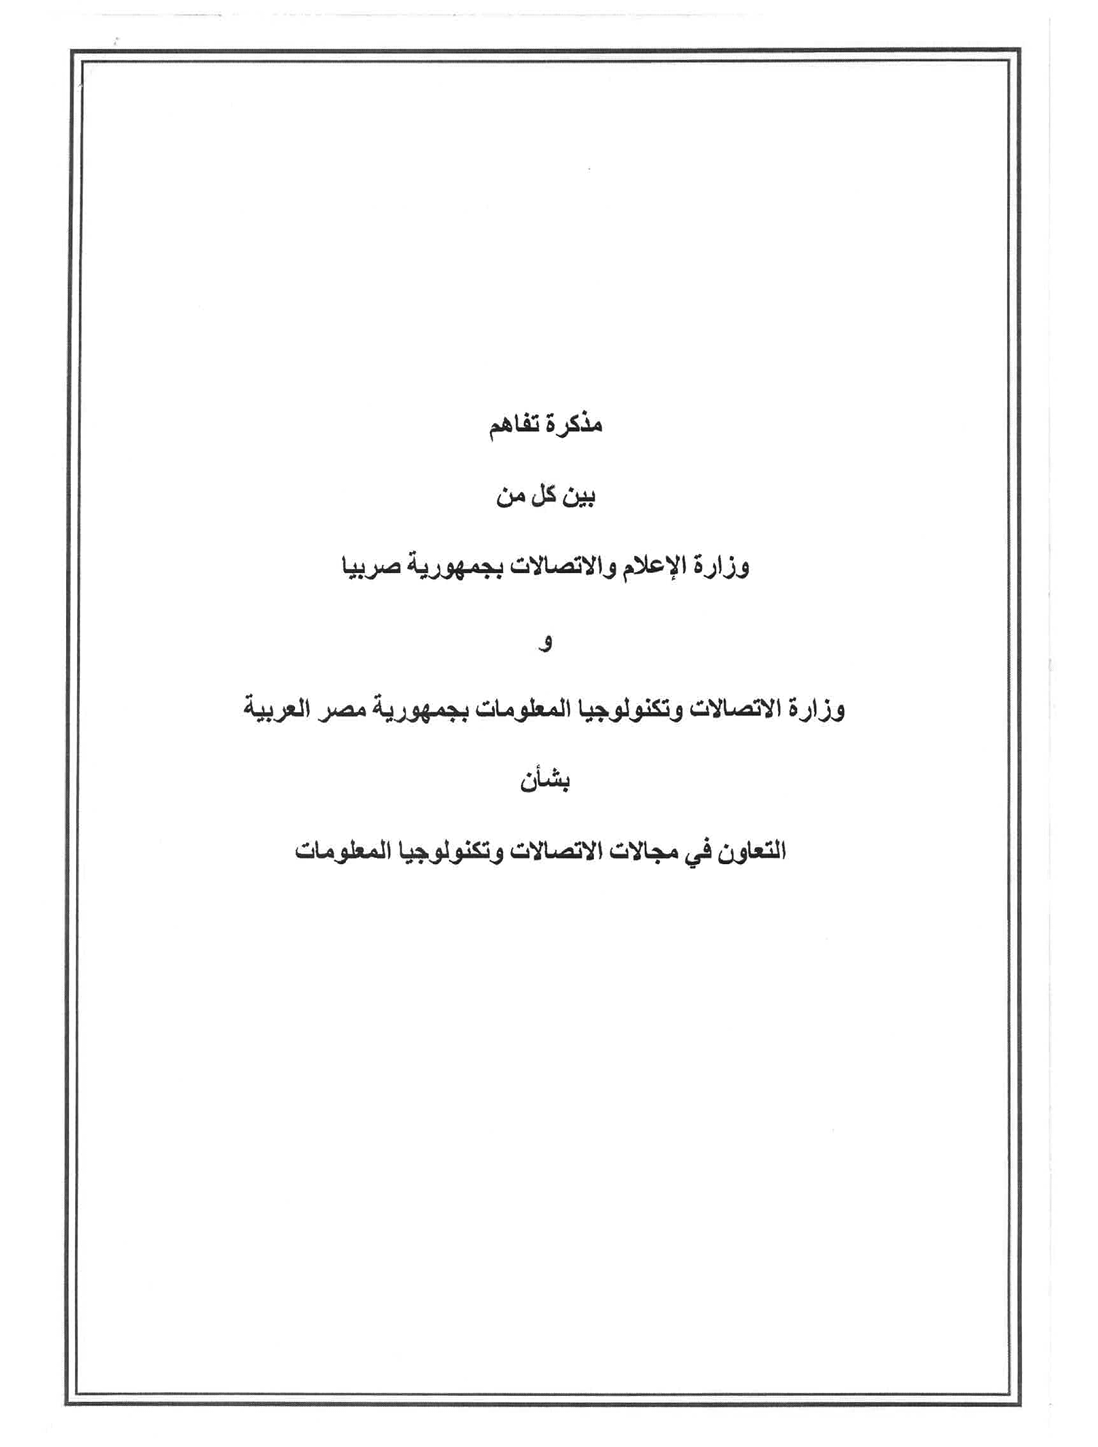 مذكرة تفاهم
بين كل من
وزارة الإعلام والاتصالات بجمهورية صربيا
و
وزارة الاتصالات وتكنولوجيا المعلومات بجمهورية مصر العربية
بشأن
التعاون في مجالات الاتصالات وتكنولوجيا المعلومات